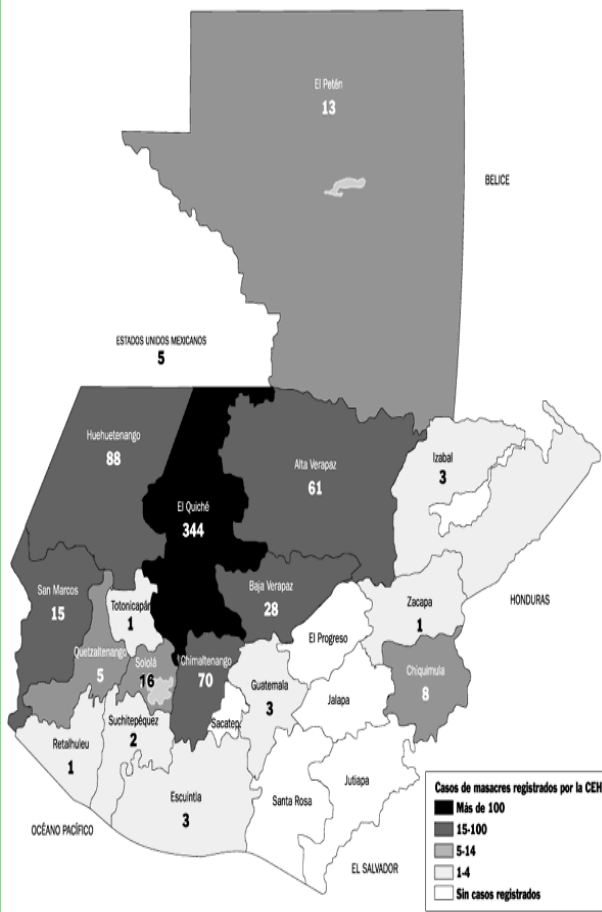 El Petén
13
BELICE
ESTADOS UNIDOS MEXICANOS
5
Huehuetenango
88
El Quiché
344
Alta Verapaz
61
Izabal
3
San Marcos
15
Totonicapán
1
Baja Verapaz
28
Zacapa
1
HONDURAS
El Progreso
Quetzaltenango
5
Sololá
16
Chimaltenango
70
Guatemala
3
Chiquimula
8
Jalapa
Sacatep.
Suchitepéquez
2
Retalhuleu
1
Escuintla
3
Santa Rosa
Jutiapa
OCÉANO PACÍFICO
EL SALVADOR
Casos de masacres registrados por la CEH
Más de 100
15-100
5-14
1-4
Sin casos registrados